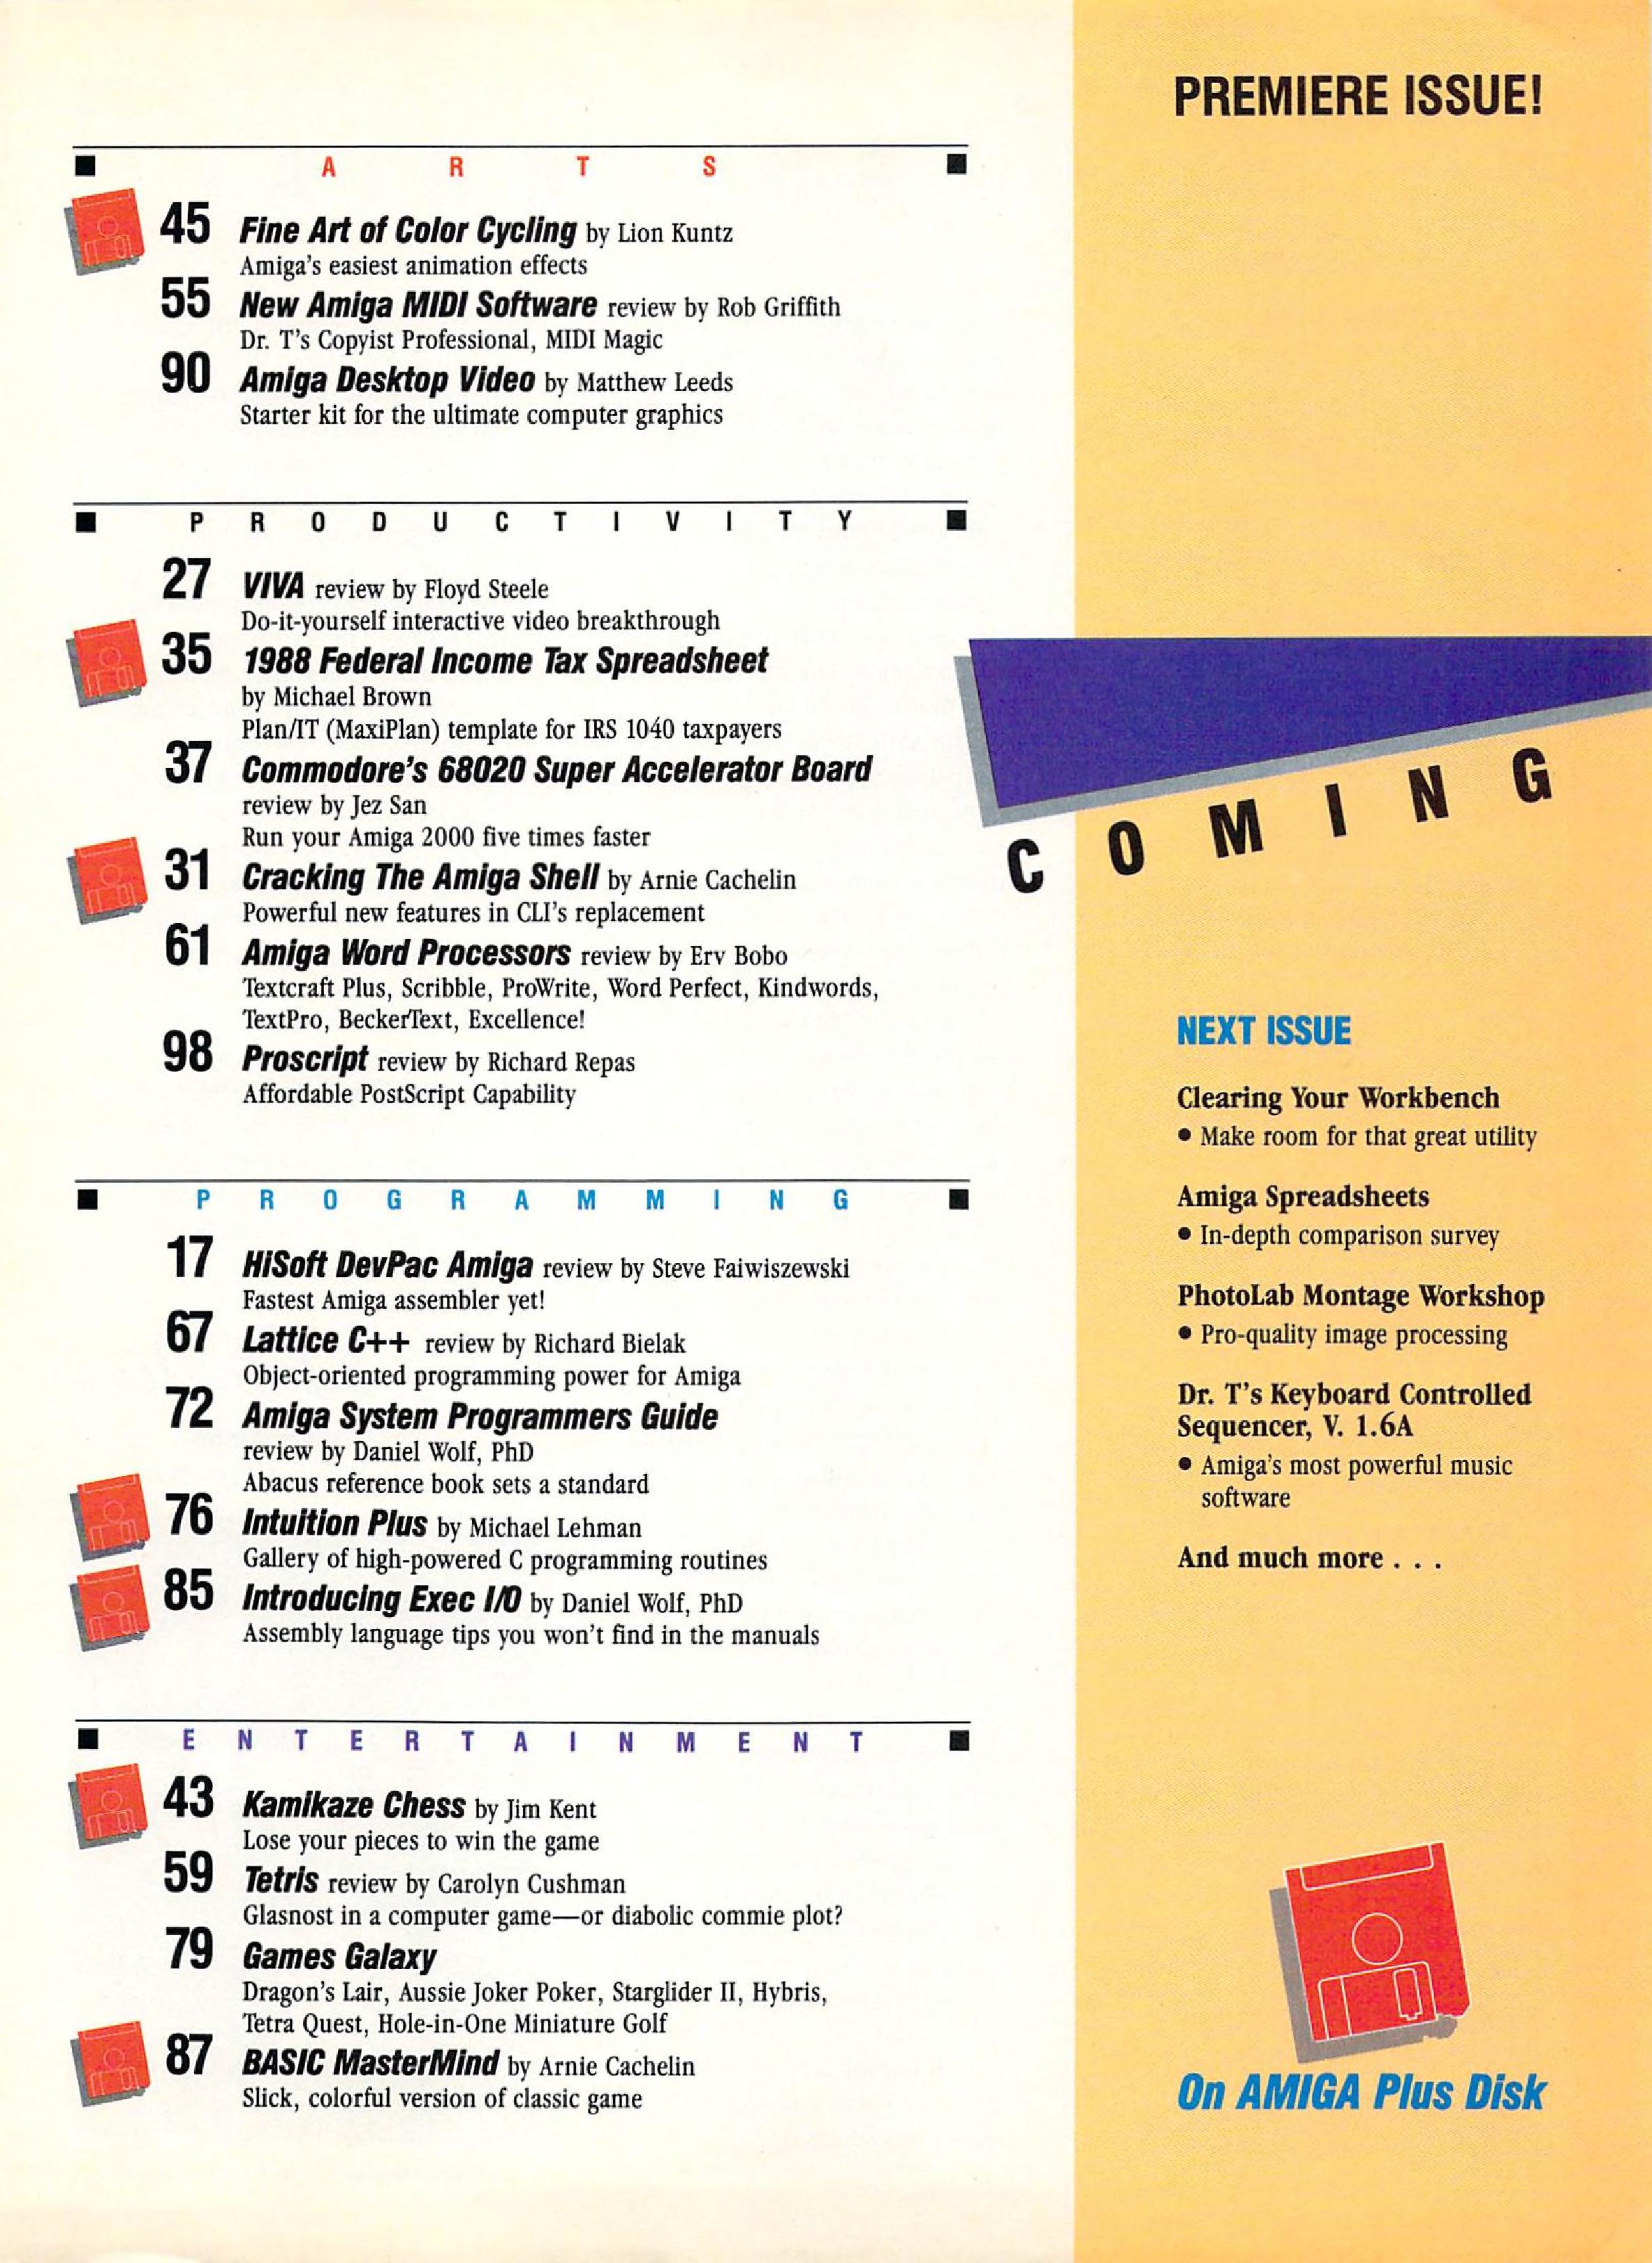 PREMIERE ISSUE!
ARTS
45 Fine Art of Color Cycling by Lion Kuntz
Amiga's easiest animation effects
55 New Amiga MIDI Software review by Rob Griffith
Dr. T's Copyist Professional, MIDI Magic
90 Amiga Desktop Video by Matthew Leeds
Starter kit for the ultimate computer graphics
PRODUCTIVITY
27 VIVA review by Floyd Steele
Do-it-yourself interactive video breakthrough
35 1988 Federal Income Tax Spreadsheet
by Michael Brown
Plan/IT (MaxiPlan) template for IRS 1040 taxpayers
37 Commodore's 68020 Super Accelerator Board
review by Jez San
Run your Amiga 2000 five times faster
31 Cracking The Amiga Shell by Arnie Cachelin
Powerful new features in CLI's replacement
61 Amiga Word Processors review by Erv Bobo
Textcraft Plus, Scribble, ProWrite, Word Perfect, Kindwords,
TextPro, BeckerText, Excellence!
98 Proscript review by Richard Repas
Affordable PostScript Capability
PROGRAMMING
17 HiSoft DevPac Amiga review by Steve Faiwiszewski
Fastest Amiga assembler yet!
67 Lattice C++ review by Richard Bielak
Object-oriented programming power for Amiga
72 Amiga System Programmers Guide
review by Daniel Wolf, PhD
Abacus reference book sets a standard
76 Intuition Plus by Michael Lehman
Gallery of high-powered C programming routines
85 Introducing Exec I/O by Daniel Wolf, PhD
Assembly language tips you won't find in the manuals
ENTERTAINMENT
43 Kamikaze Chess by Jim Kent
Lose your pieces to win the game
59 Tetris review by Carolyn Cushman
Glasnost in a computer game—or diabolic commie plot?
79 Games Galaxy
Dragon's Lair, Aussie Joker Poker, Starglider II, Hybris,
Tetra Quest, Hole-in-One Miniature Golf
87 BASIC MasterMind by Arnie Cachelin
Slick, colorful version of classic game
COMING
NEXT ISSUE
Clearing Your Workbench
• Make room for that great utility
Amiga Spreadsheets
• In-depth comparison survey
PhotoLab Montage Workshop
• Pro-quality image processing
Dr. T's Keyboard Controlled
Sequencer, V. 1.6A
• Amiga's most powerful music
software
And much more . . .
On AMIGA Plus Disk